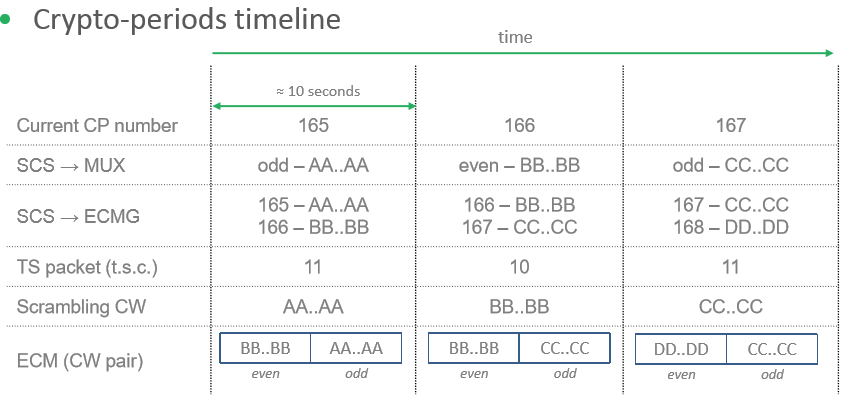 • Crypto-periods timeline
time
≈ 10 seconds
Current CP number 165 166 167
SCS → MUX odd – AA..AA even – BB..BB odd – CC..CC
SCS → ECMG 165 – AA..AA 166 – BB..BB 167 – CC..CC
166 – BB..BB 167 – CC..CC 168 – DD..DD
TS packet (t.s.c.) 11 10 11
Scrambling CW AA..AA BB..BB CC..CC
ECM (CW pair) BB..BB AA..AA BB..BB CC..CC DD..DD CC..CC
even odd even odd even odd